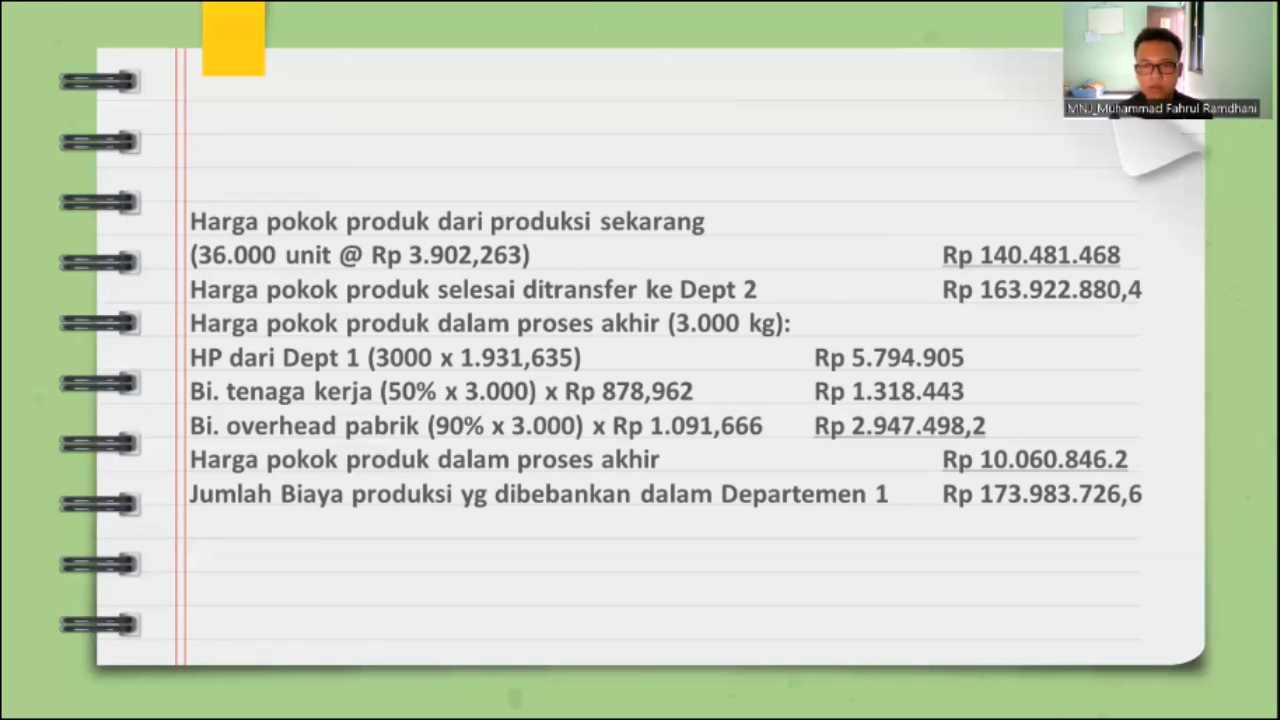 MNJ_Muhammad Fahrul Ramdhani
Harga pokok produk dari produksi sekarang
(36.000 unit @ Rp 3.902,263) Rp 140.481.468
Harga pokok produk selesai ditransfer ke Dept 2 Rp 163.922.880,4
Harga pokok produk dalam proses akhir (3.000 kg):
HP dari Dept 1 (3000 x 1.931,635) Rp 5.794.905
Bi. tenaga kerja (50% x 3.000) x Rp 878,962 Rp 1.318.443
Bi. overhead pabrik (90% x 3.000) x Rp 1.091,666 Rp 2.947.498,2
Harga pokok produk dalam proses akhir Rp 10.060.846.2
Jumlah Biaya produksi yg dibebankan dalam Departemen 1 Rp 173.983.726,6